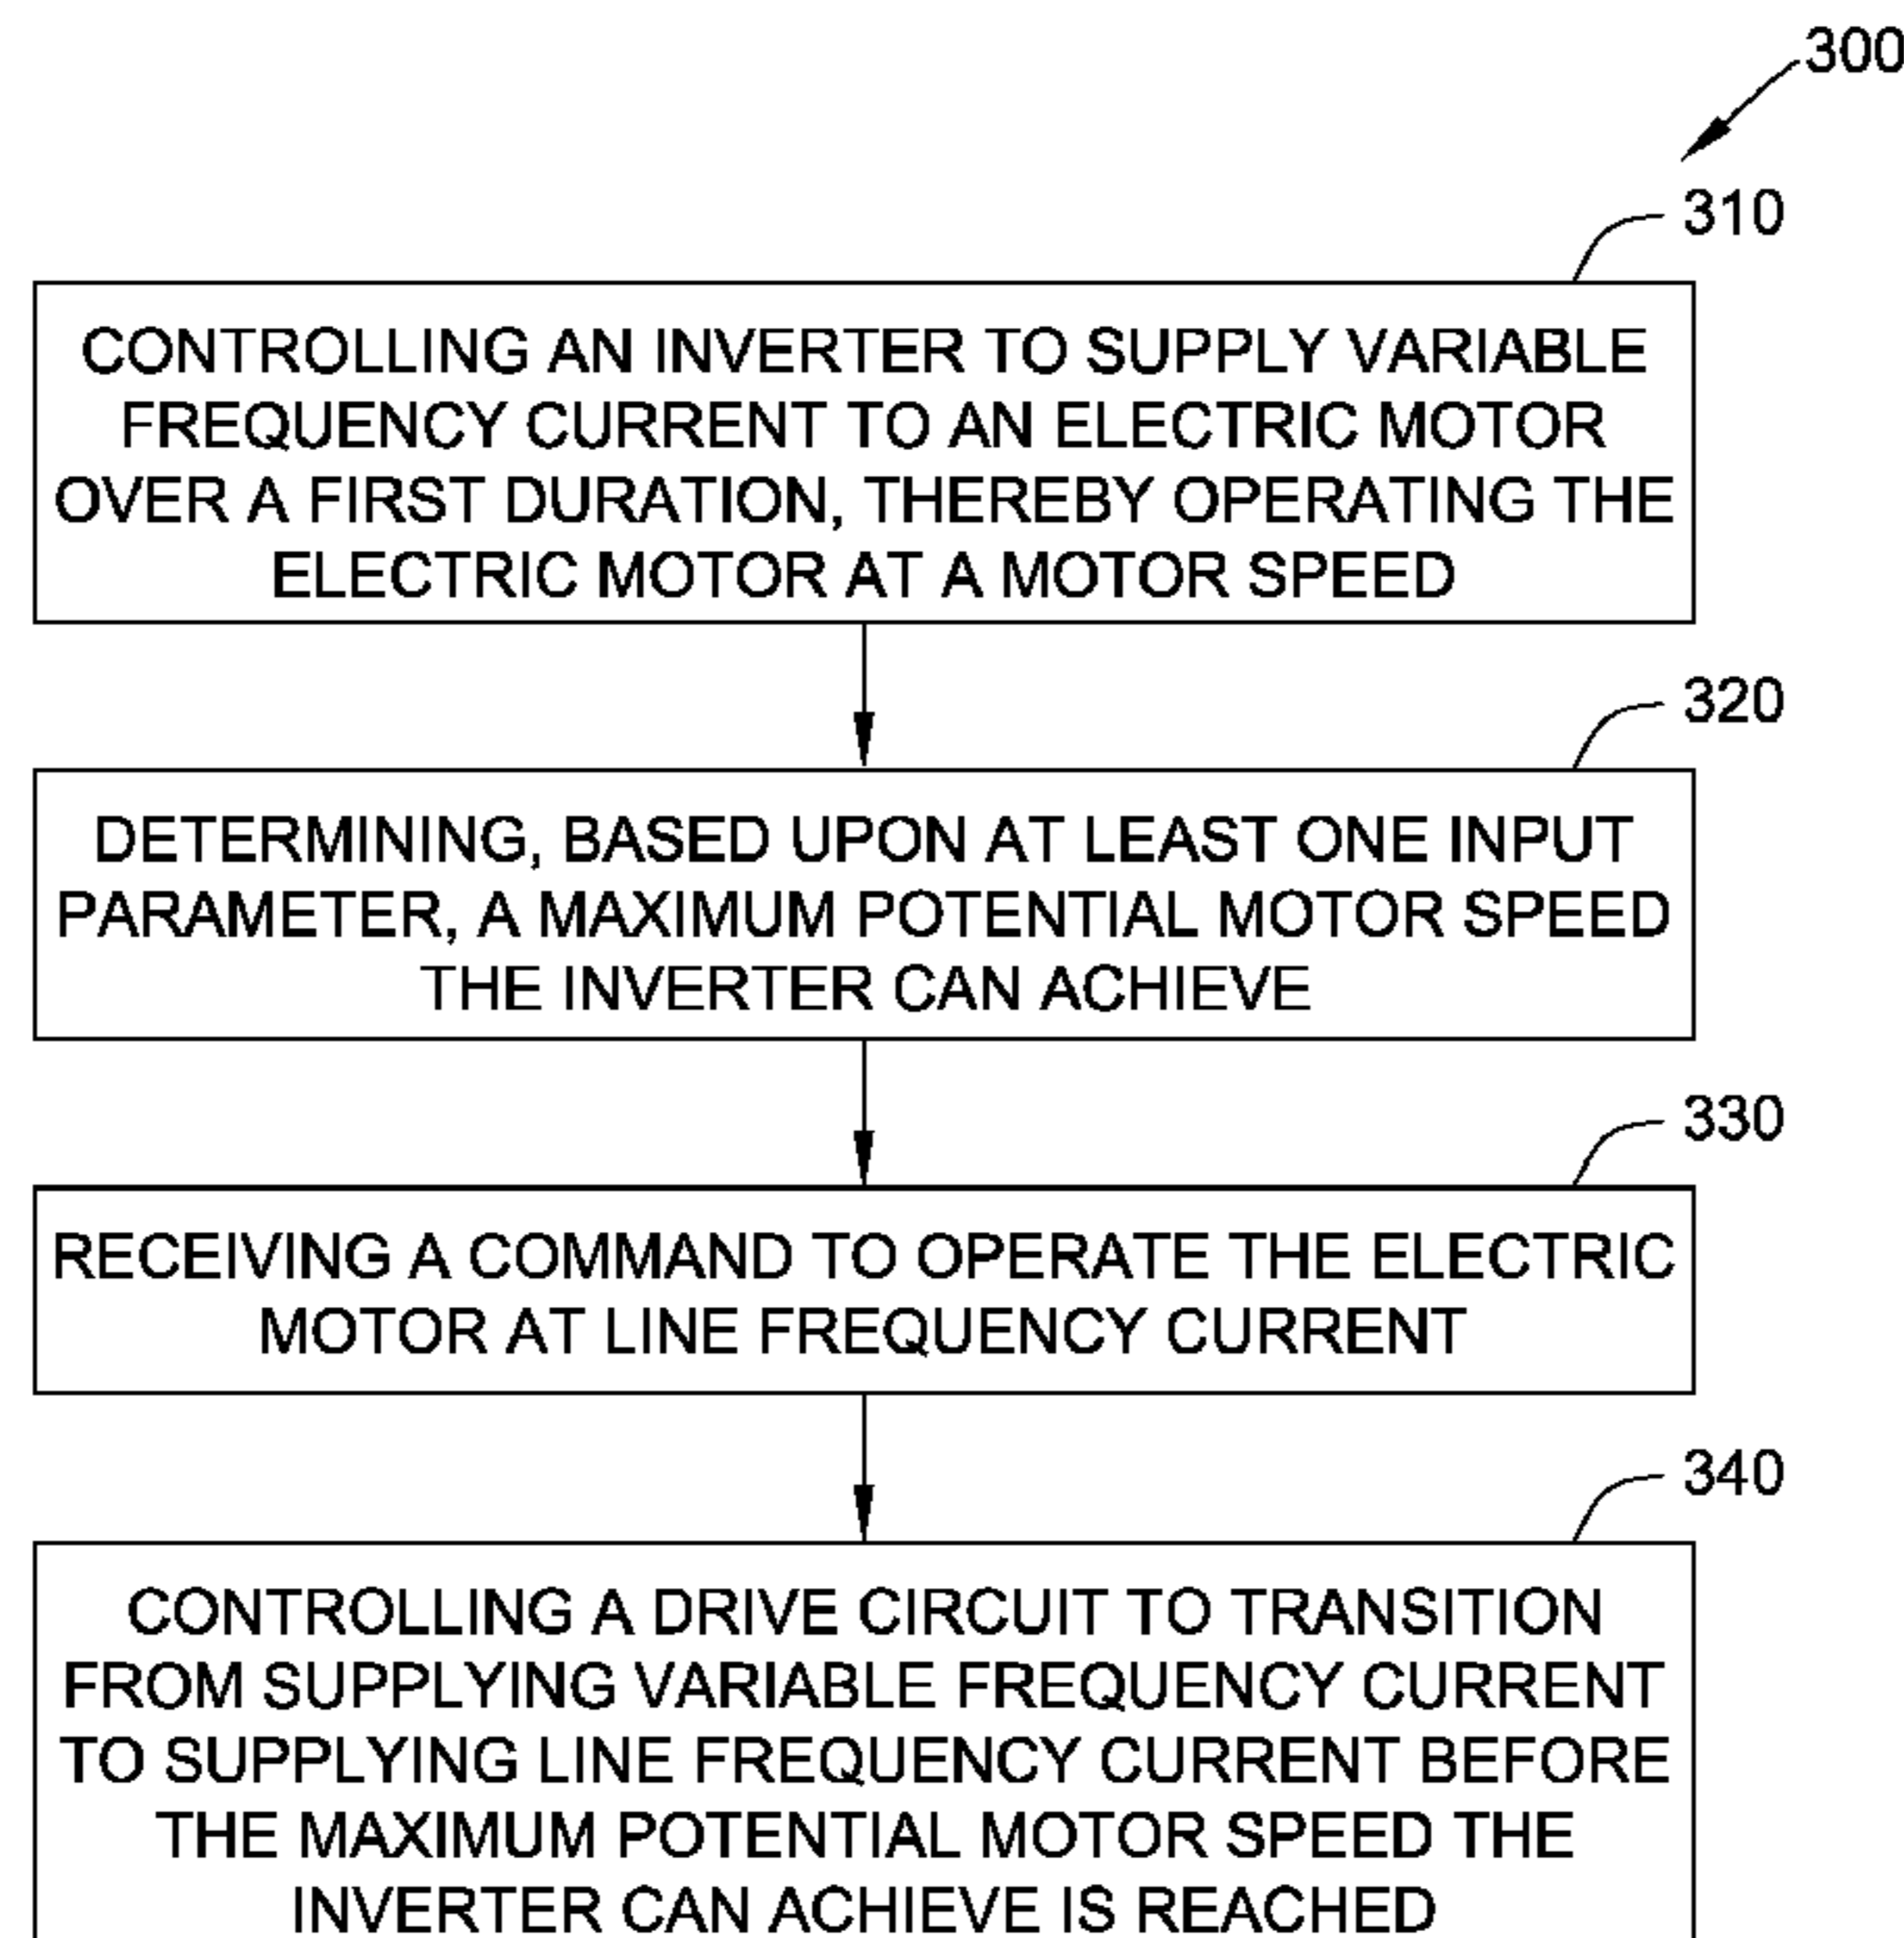 300
310
CONTROLLING AN INVERTER TO SUPPLY VARIABLE
FREQUENCY CURRENT TO AN ELECTRIC MOTOR
OVER A FIRST DURATION, THEREBY OPERATING THE
ELECTRIC MOTOR AT A MOTOR SPEED
320
DETERMINING, BASED UPON AT LEAST ONE INPUT
PARAMETER, A MAXIMUM POTENTIAL MOTOR SPEED
THE INVERTER CAN ACHIEVE
330
RECEIVING A COMMAND TO OPERATE THE ELECTRIC
MOTOR AT LINE FREQUENCY CURRENT
340
CONTROLLING A DRIVE CIRCUIT TO TRANSITION
FROM SUPPLYING VARIABLE FREQUENCY CURRENT
TO SUPPLYING LINE FREQUENCY CURRENT BEFORE
THE MAXIMUM POTENTIAL MOTOR SPEED THE
INVERTER CAN ACHIEVE IS REACHED